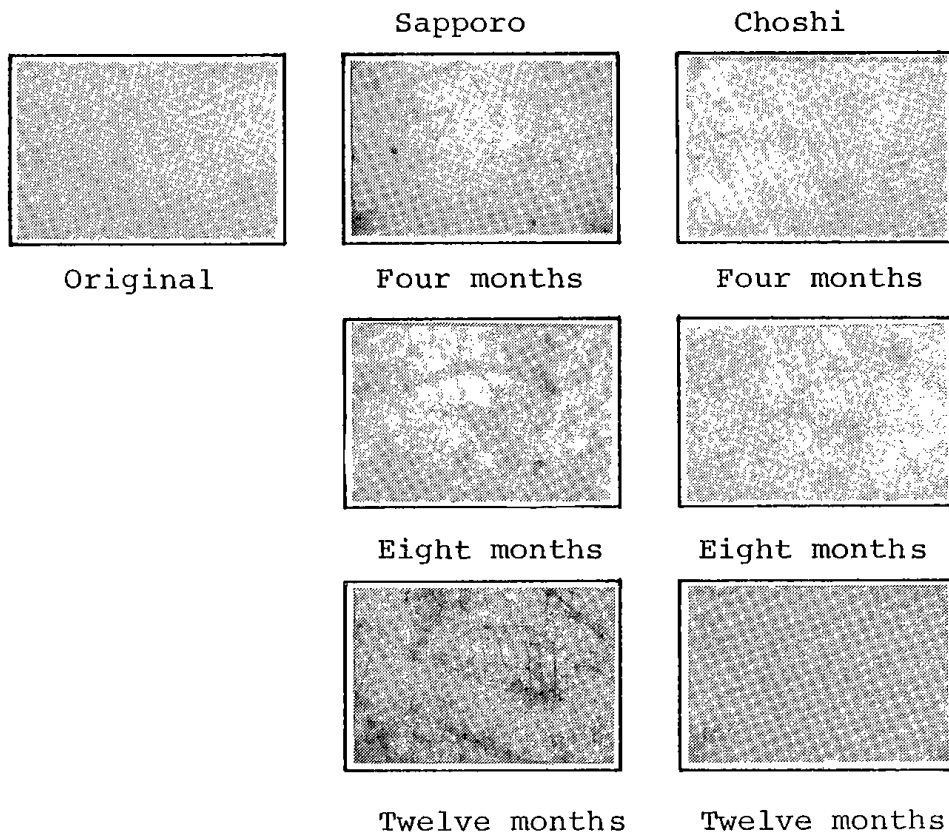 Sapporo Choshi
Original Four months Four months
Eight months Eight months
Twelve months Twelve months